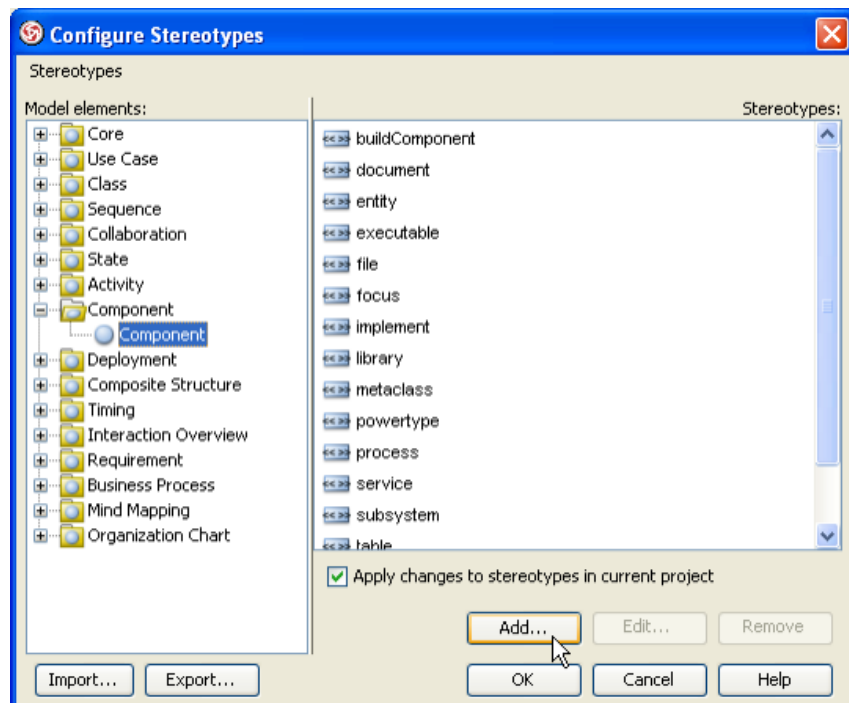 Configure Stereotypes
Stereotypes
Model elements:
Core
Use Case
Class
Sequence
Collaboration
State
Activity
Component
Component
Deployment
Composite Structure
Timing
Interaction Overview
Requirement
Business Process
Mind Mapping
Organization Chart
Stereotypes:
«»buildComponent
«»document
«»entity
«»executable
«»file
«»focus
«»implement
«»library
«»metaclass
«»powertype
«»process
«»service
«»subsystem
«»table
Apply changes to stereotypes in current project
Add...
Edit...
Remove
Import...
Export...
OK
Cancel
Help